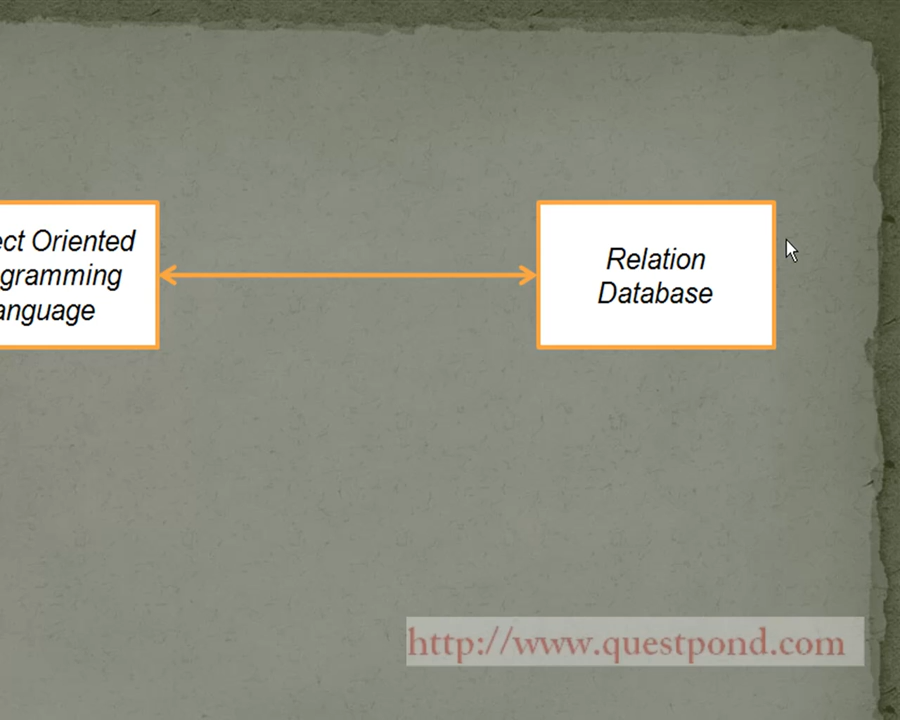 ect Oriented
gramming
anguage
Relation
Database
http://www.questpond.com